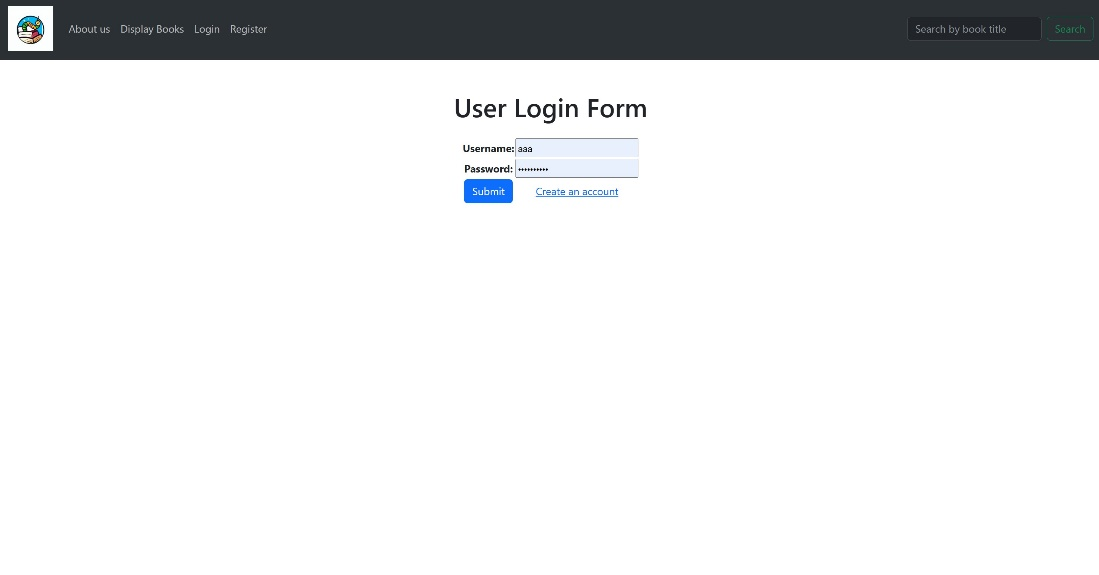 About us Display Books Login Register Search by book title Search
User Login Form
Username: aaa
Password: ••••••••••
Submit Create an account